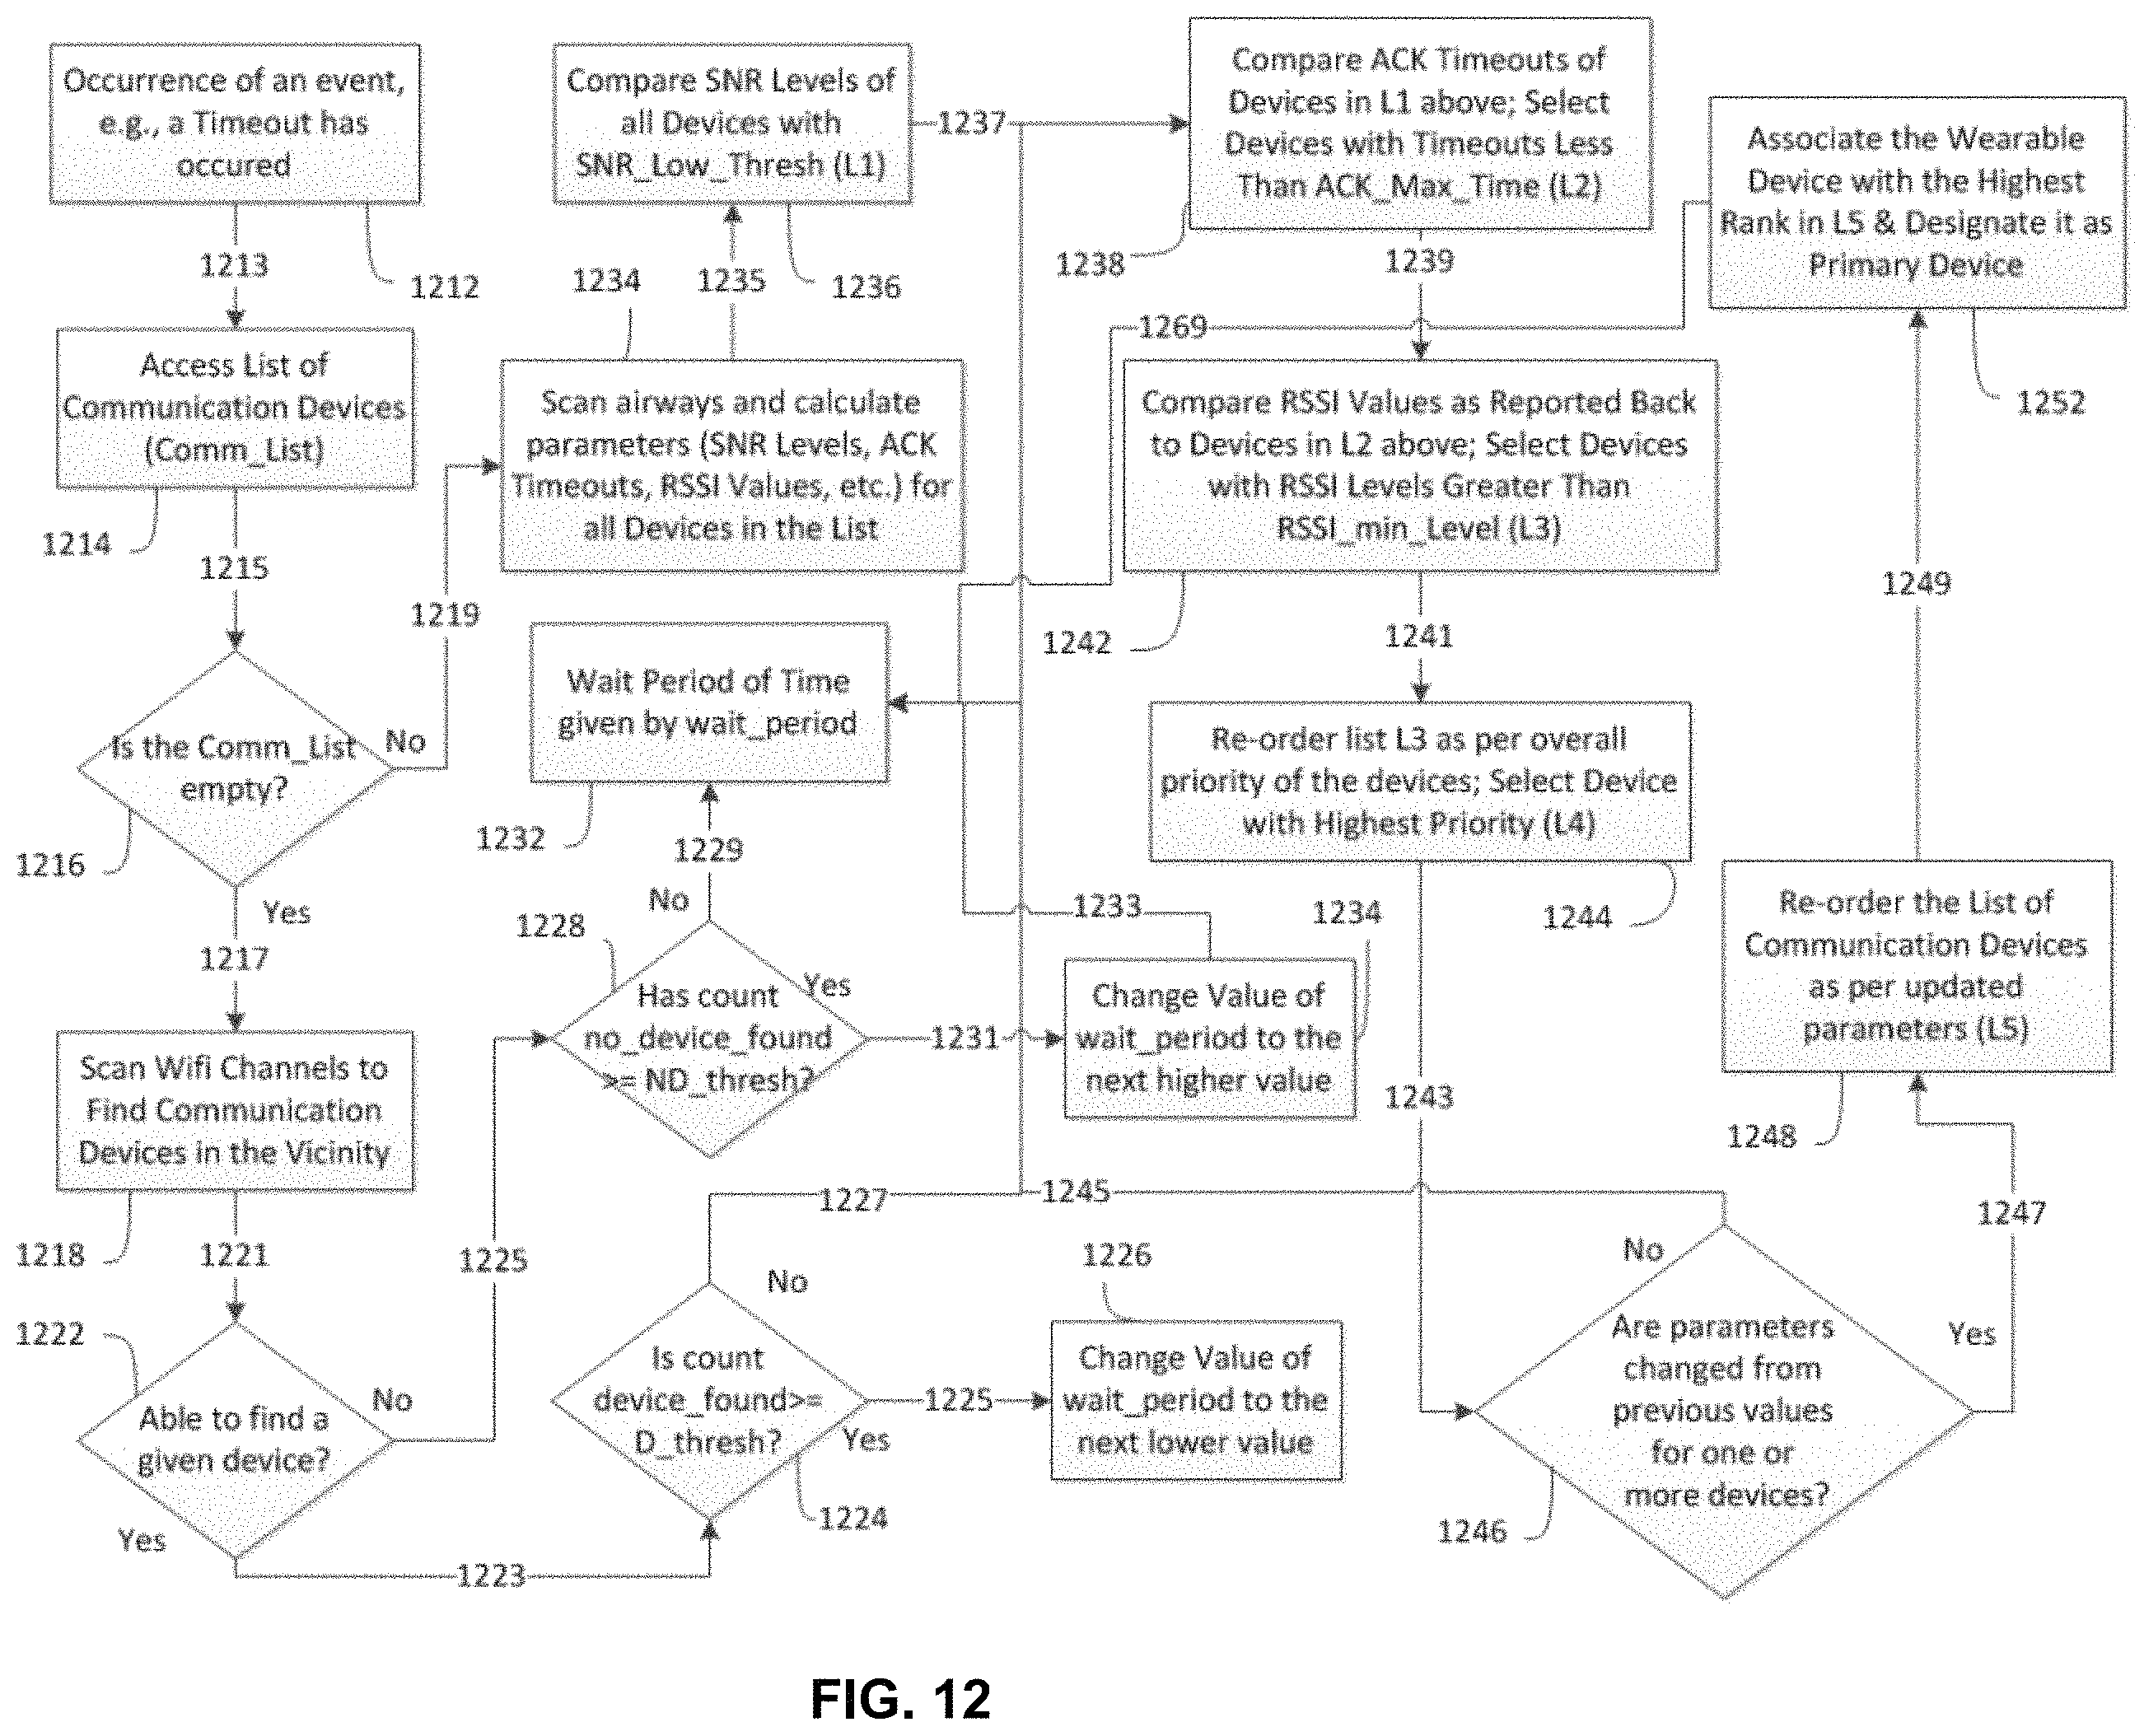 Occurrence of an event,
e.g., a Timeout has
occured
1213
1212
Access List of
Communication Devices
(Comm_List)
1214
1215
Is the Comm_List
empty?
No
1219
1216
Yes
1217
Scan Wifi Channels to
Find Communication
Devices in the Vicinity
1218
1221
1222
Able to find a
given device?
No
1225
Yes
1223
Compare SNR Levels of
all Devices with
SNR_Low_Thresh (L1)
1237
1234
1235
1236
Scan airways and calculate
parameters (SNR Levels, ACK
Timeouts, RSSI Values, etc.) for
all Devices in the List
Wait Period of Time
given by wait_period
1232
1229
No
1228
Has count
no_device_found
>= ND_thresh?
Yes
1231
1233
1234
Change Value of
wait_period to the
next higher value
1227
No
Is count
device_found>=
D_thresh?
1225
Yes
1224
1226
Change Value of
wait_period to the
next lower value
Compare ACK Timeouts of
Devices in L1 above; Select
Devices with Timeouts Less
Than ACK_Max_Time (L2)
1238
1239
1269
Compare RSSI Values as Reported Back
to Devices in L2 above; Select Devices
with RSSI Levels Greater Than
RSSI_min_Level (L3)
1242
1241
Re-order list L3 as per overall
priority of the devices; Select Device
with Highest Priority (L4)
1244
1243
1245
No
Are parameters
changed from
previous values
for one or
more devices?
1246
Yes
1247
Re-order the List of
Communication Devices
as per updated
parameters (L5)
1248
1249
Associate the Wearable
Device with the Highest
Rank in L5 & Designate it as
Primary Device
1252
FIG. 12